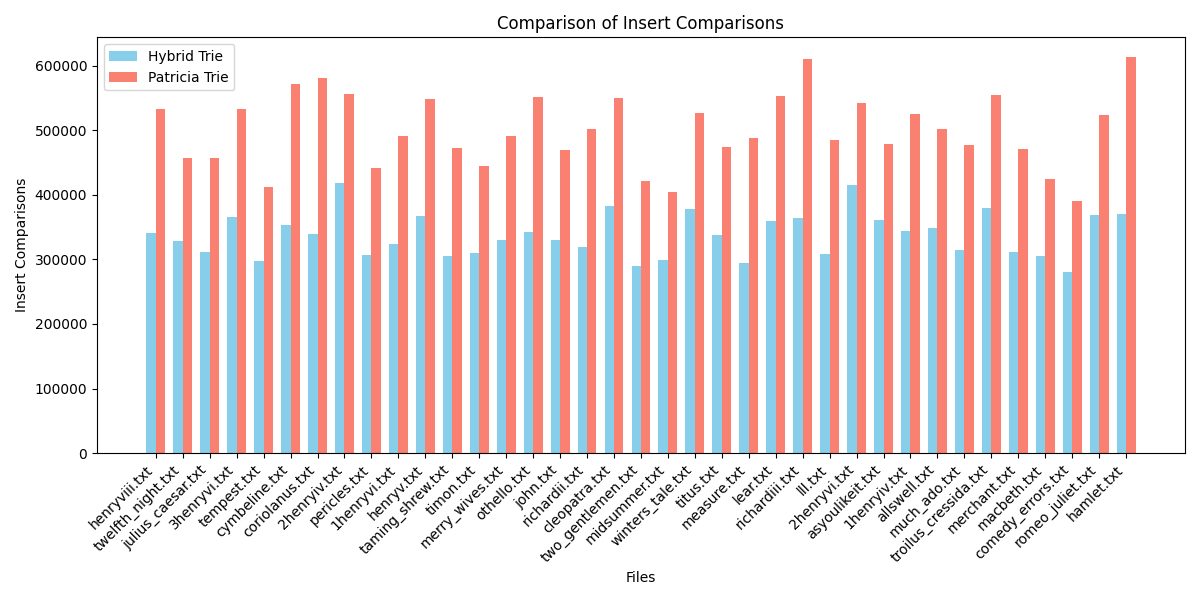 Comparison of Insert Comparisons
Hybrid Trie
Patricia Trie
Insert Comparisons
600000
500000
400000
300000
200000
100000
0
henryviii.txt
twelfth_night.txt
julius_caesar.txt
3henryvi.txt
tempest.txt
cymbeline.txt
coriolanus.txt
2henryiv.txt
pericles.txt
1henryvi.txt
henryv.txt
taming_shrew.txt
timon.txt
merry_wives.txt
othello.txt
john.txt
richardii.txt
cleopatra.txt
two_gentlemen.txt
midsummer.txt
winters_tale.txt
titus.txt
measure.txt
lear.txt
richardiii.txt
lll.txt
2henryvi.txt
asyoulikeit.txt
1henryiv.txt
allswell.txt
much_ado.txt
troilus_cressida.txt
merchant.txt
macbeth.txt
comedy_errors.txt
romeo_juliet.txt
hamlet.txt
Files